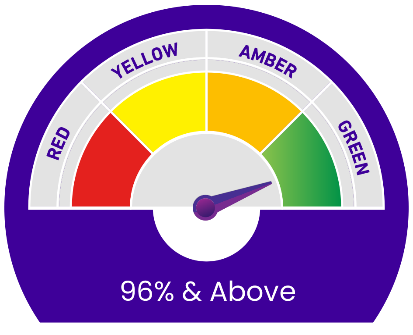 RED
YELLOW
AMBER
GREEN
96% & Above